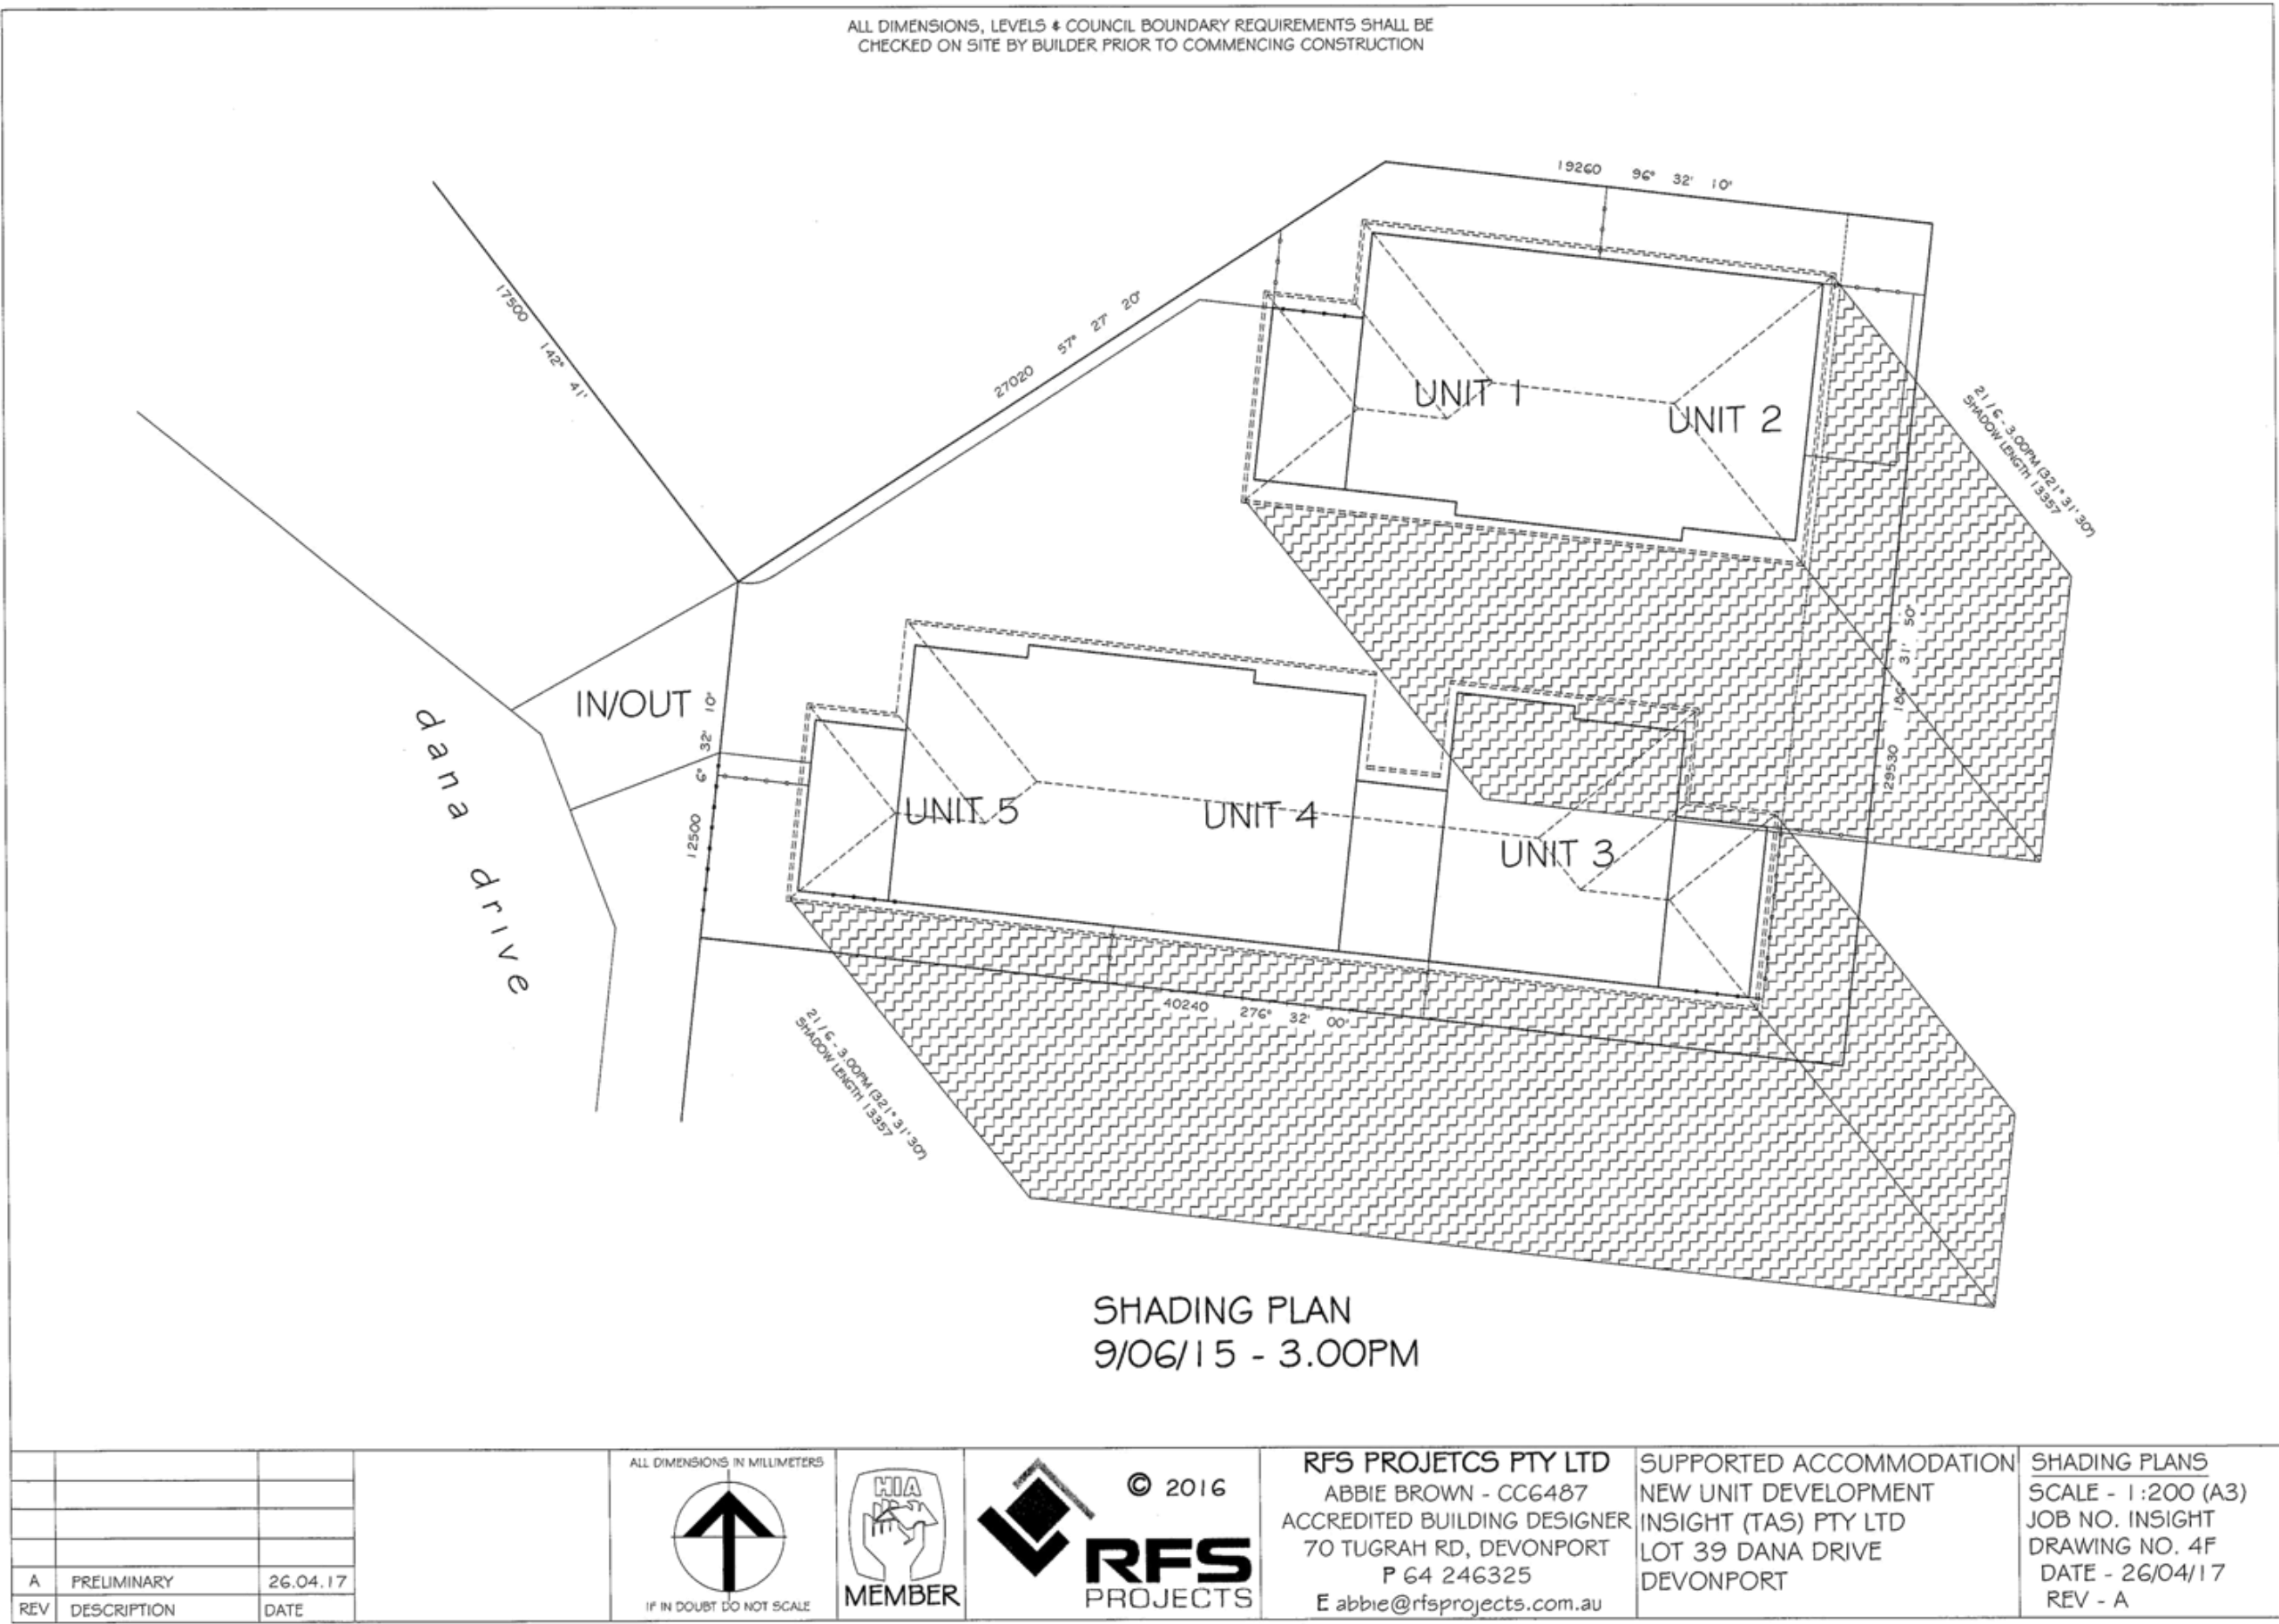 ALL DIMENSIONS, LEVELS & COUNCIL BOUNDARY REQUIREMENTS SHALL BE
CHECKED ON SITE BY BUILDER PRIOR TO COMMENCING CONSTRUCTION
19260 96° 32' 10"
17500 142° 41'
27020 57° 27' 20"
UNIT 1
UNIT 2
21/6 - 3.00PM (321° 31' 30")
SHADOW LENGTH 13357
29530 186° 31' 50"
IN/OUT
12500 6° 32' 10"
dana drive
UNIT 5
UNIT 4
UNIT 3
40240 276° 32' 00"
21/6 - 3.00PM (321° 31' 30")
SHADOW LENGTH 13357
SHADING PLAN
9/06/15 - 3.00PM
A PRELIMINARY 26.04.17
REV DESCRIPTION DATE
ALL DIMENSIONS IN MILLIMETERS
IF IN DOUBT DO NOT SCALE
HIA
MEMBER
© 2016
RFS
PROJECTS
RFS PROJETCS PTY LTD
ABBIE BROWN - CC6487
ACCREDITED BUILDING DESIGNER
70 TUGRAH RD, DEVONPORT
P 64 246325
E abbie@rfsprojects.com.au
SUPPORTED ACCOMMODATION
NEW UNIT DEVELOPMENT
INSIGHT (TAS) PTY LTD
LOT 39 DANA DRIVE
DEVONPORT
SHADING PLANS
SCALE - 1:200 (A3)
JOB NO. INSIGHT
DRAWING NO. 4F
DATE - 26/04/17
REV - A